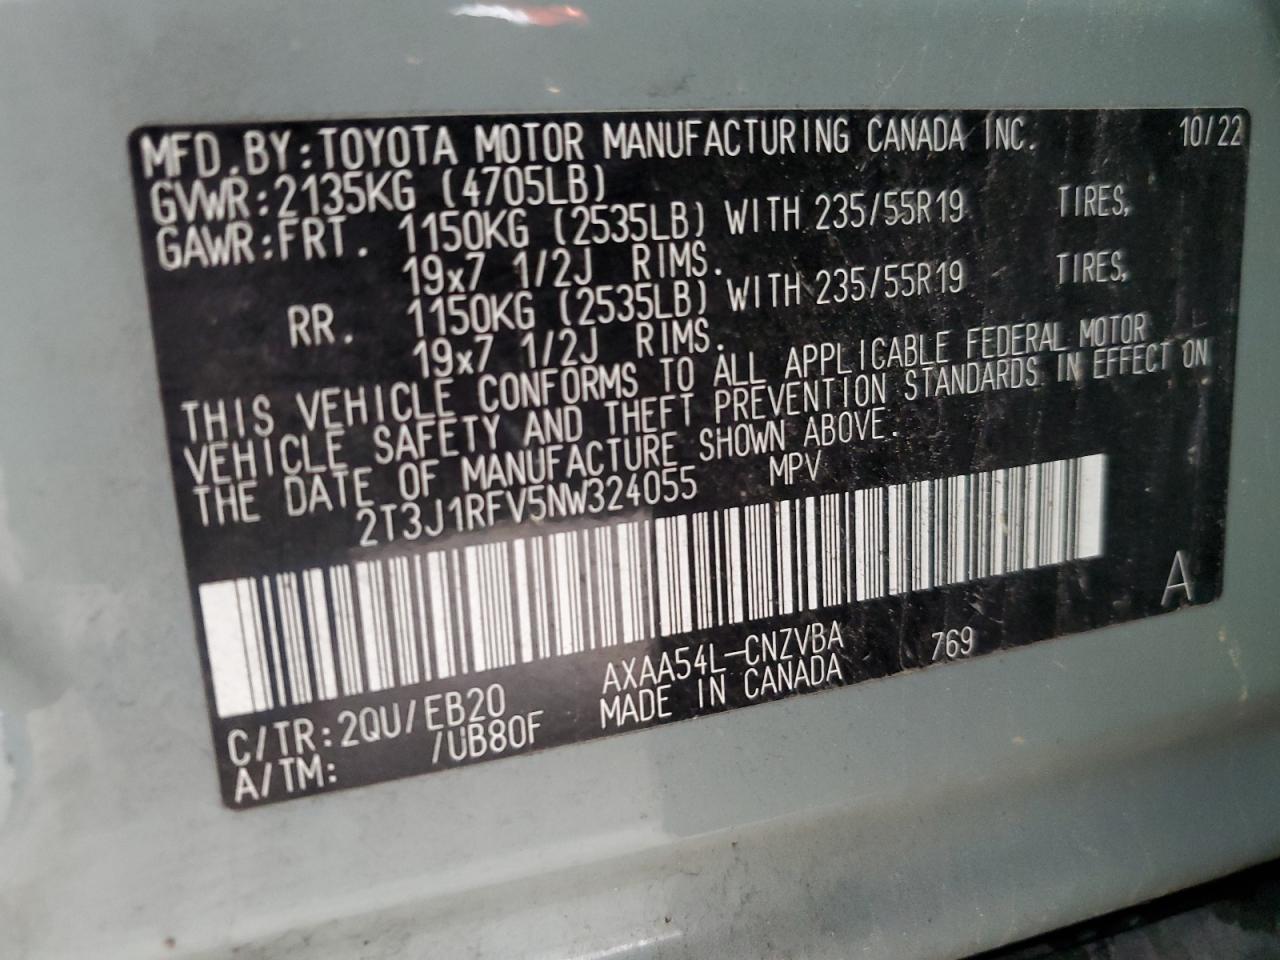 MFD.BY:TOYOTA MOTOR MANUFACTURING CANADA INC. 10/22
GVWR:2135KG (4705LB)
GAWR:FRT. 1150KG (2535LB) WITH 235/55R19 TIRES,
19x7 1/2J RIMS.
RR. 1150KG (2535LB) WITH 235/55R19 TIRES,
19x7 1/2J RIMS.
THIS VEHICLE CONFORMS TO ALL APPLICABLE FEDERAL MOTOR
VEHICLE SAFETY AND THEFT PREVENTION STANDARDS IN EFFECT ON
THE DATE OF MANUFACTURE SHOWN ABOVE.
2T3J1RFV5NW324055 MPV
A
AXAA54L-CNZVBA 769
C/TR:2QU/EB20 MADE IN CANADA
A/TM: /UB80F